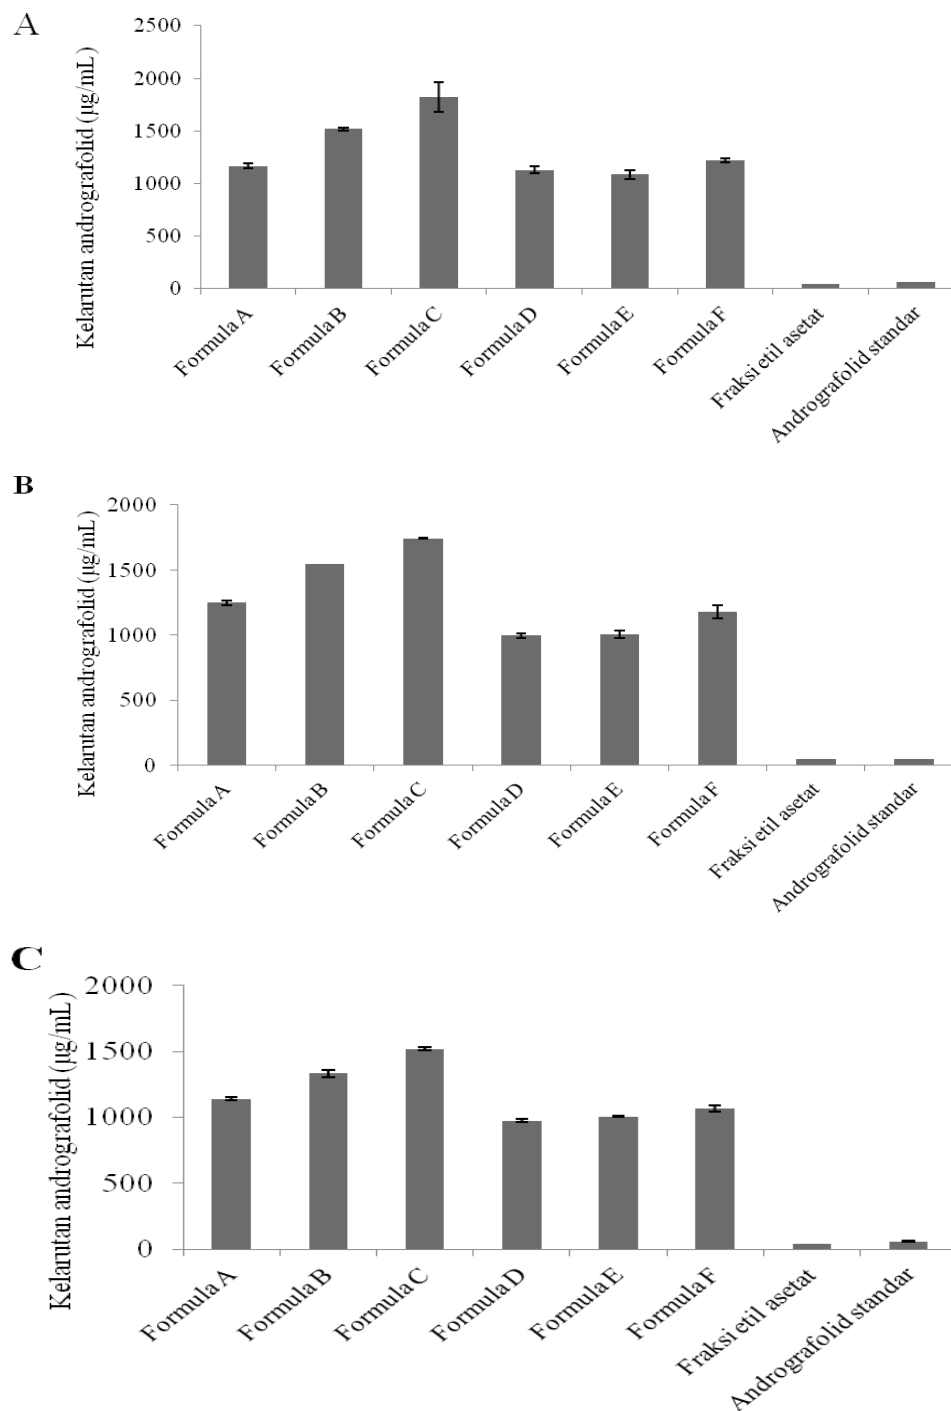 A
Kelarutan andrografolid (µg/mL)
2500
2000
1500
1000
500
0
Formula A
Formula B
Formula C
Formula D
Formula E
Formula F
Fraksi etil asetat
Andrografolid standar
B
Kelarutan andrografolid (µg/mL)
2000
1500
1000
500
0
Formula A
Formula B
Formula C
Formula D
Formula E
Formula F
Fraksi etil asetat
Andrografolid standar
C
Kelarutan andrografolid (µg/mL)
2000
1500
1000
500
0
Formula A
Formula B
Formula C
Formula D
Formula E
Formula F
Fraksi etil asetat
Andrografolid standar